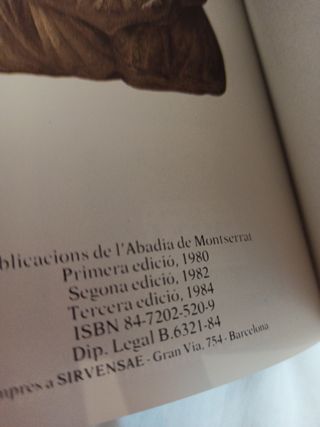 blicacions de l'Abadia de Montserrat
Primera edició, 1980
Segona edició, 1982
Tercera edició, 1984
ISBN 84-7202-520-9
Dip. Legal B.6321-84
mprès a SIRVENSAE - Gran Via, 754 - Barcelona